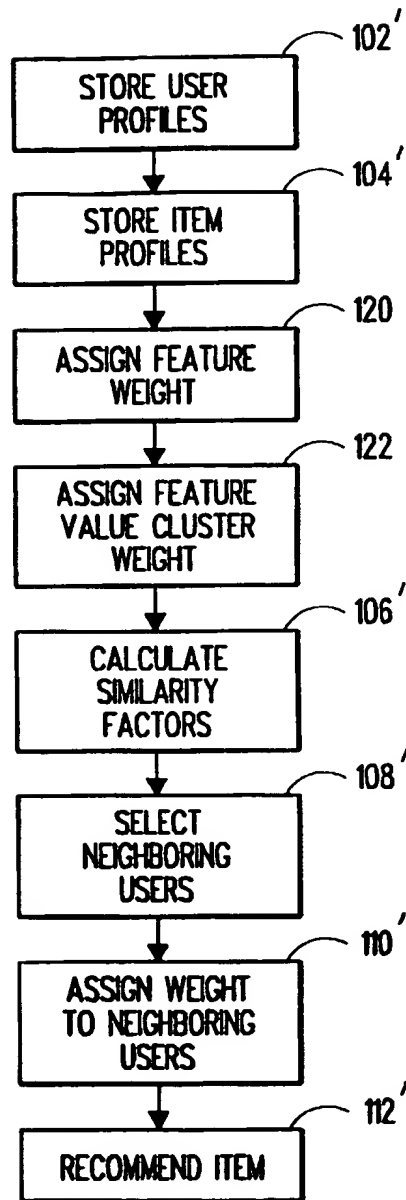 102'
STORE USER
PROFILES
104'
STORE ITEM
PROFILES
120
ASSIGN FEATURE
WEIGHT
122
ASSIGN FEATURE
VALUE CLUSTER
WEIGHT
106'
CALCULATE
SIMILARITY
FACTORS
108'
SELECT
NEIGHBORING
USERS
110'
ASSIGN WEIGHT
TO NEIGHBORING
USERS
112'
RECOMMEND ITEM